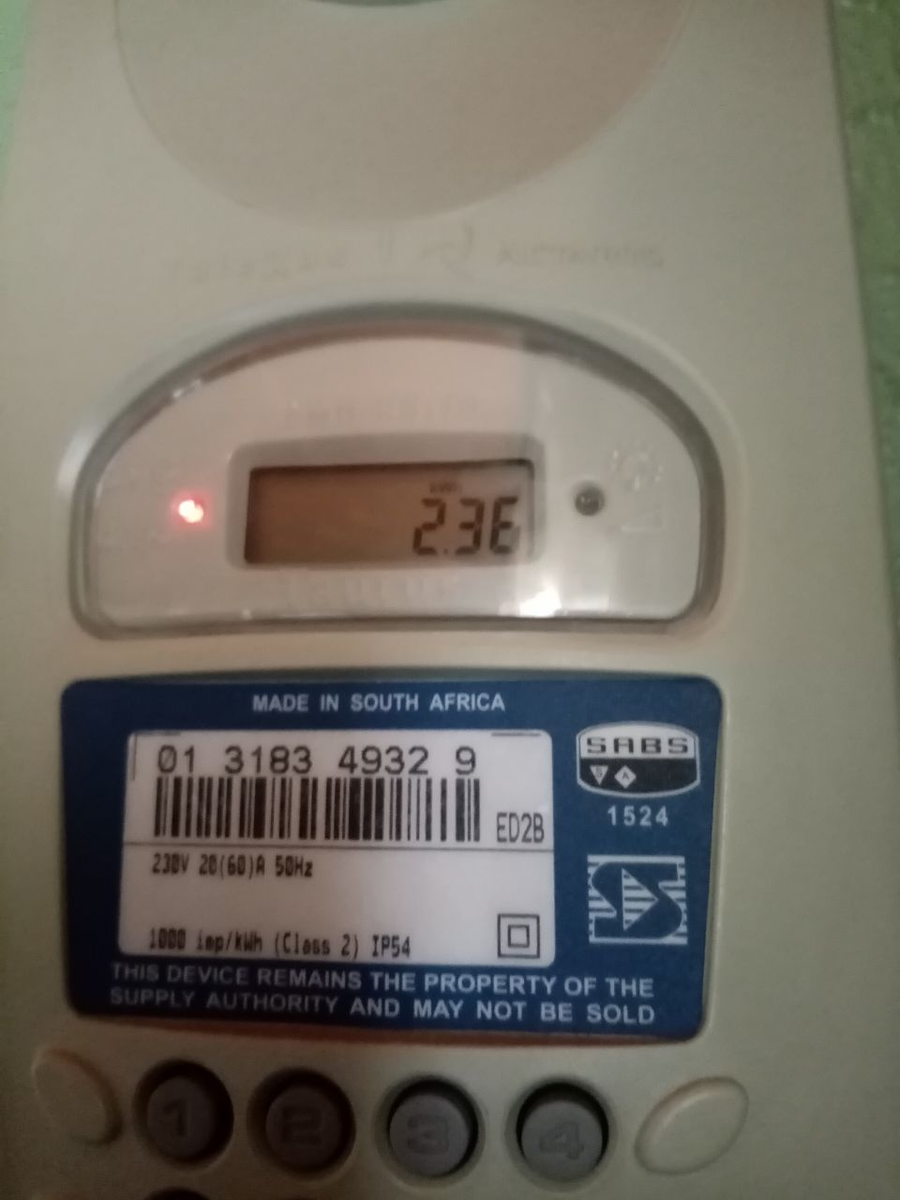 kWh
2.36
MADE IN SOUTH AFRICA
01 3183 4932 9
ED2B
230V 20(60)A 50Hz
1000 imp/kWh (Class 2) IP54
SABS
S A
1524
THIS DEVICE REMAINS THE PROPERTY OF THE
SUPPLY AUTHORITY AND MAY NOT BE SOLD
1 2 3 4